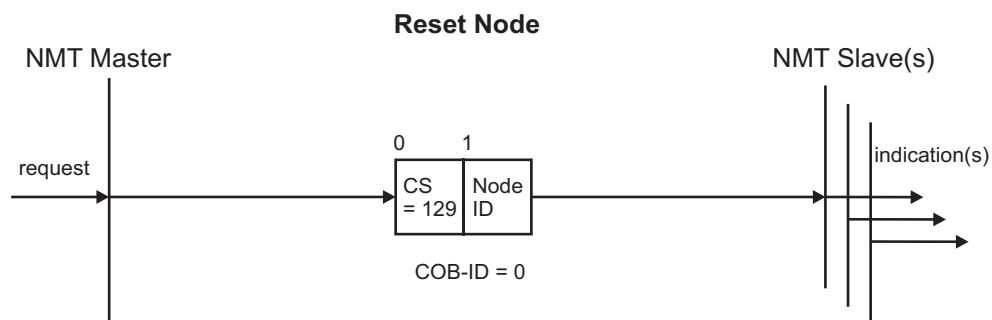 Reset Node
NMT Master
NMT Slave(s)
0
1
request
indication(s)
CS
= 129
Node
ID
COB-ID = 0